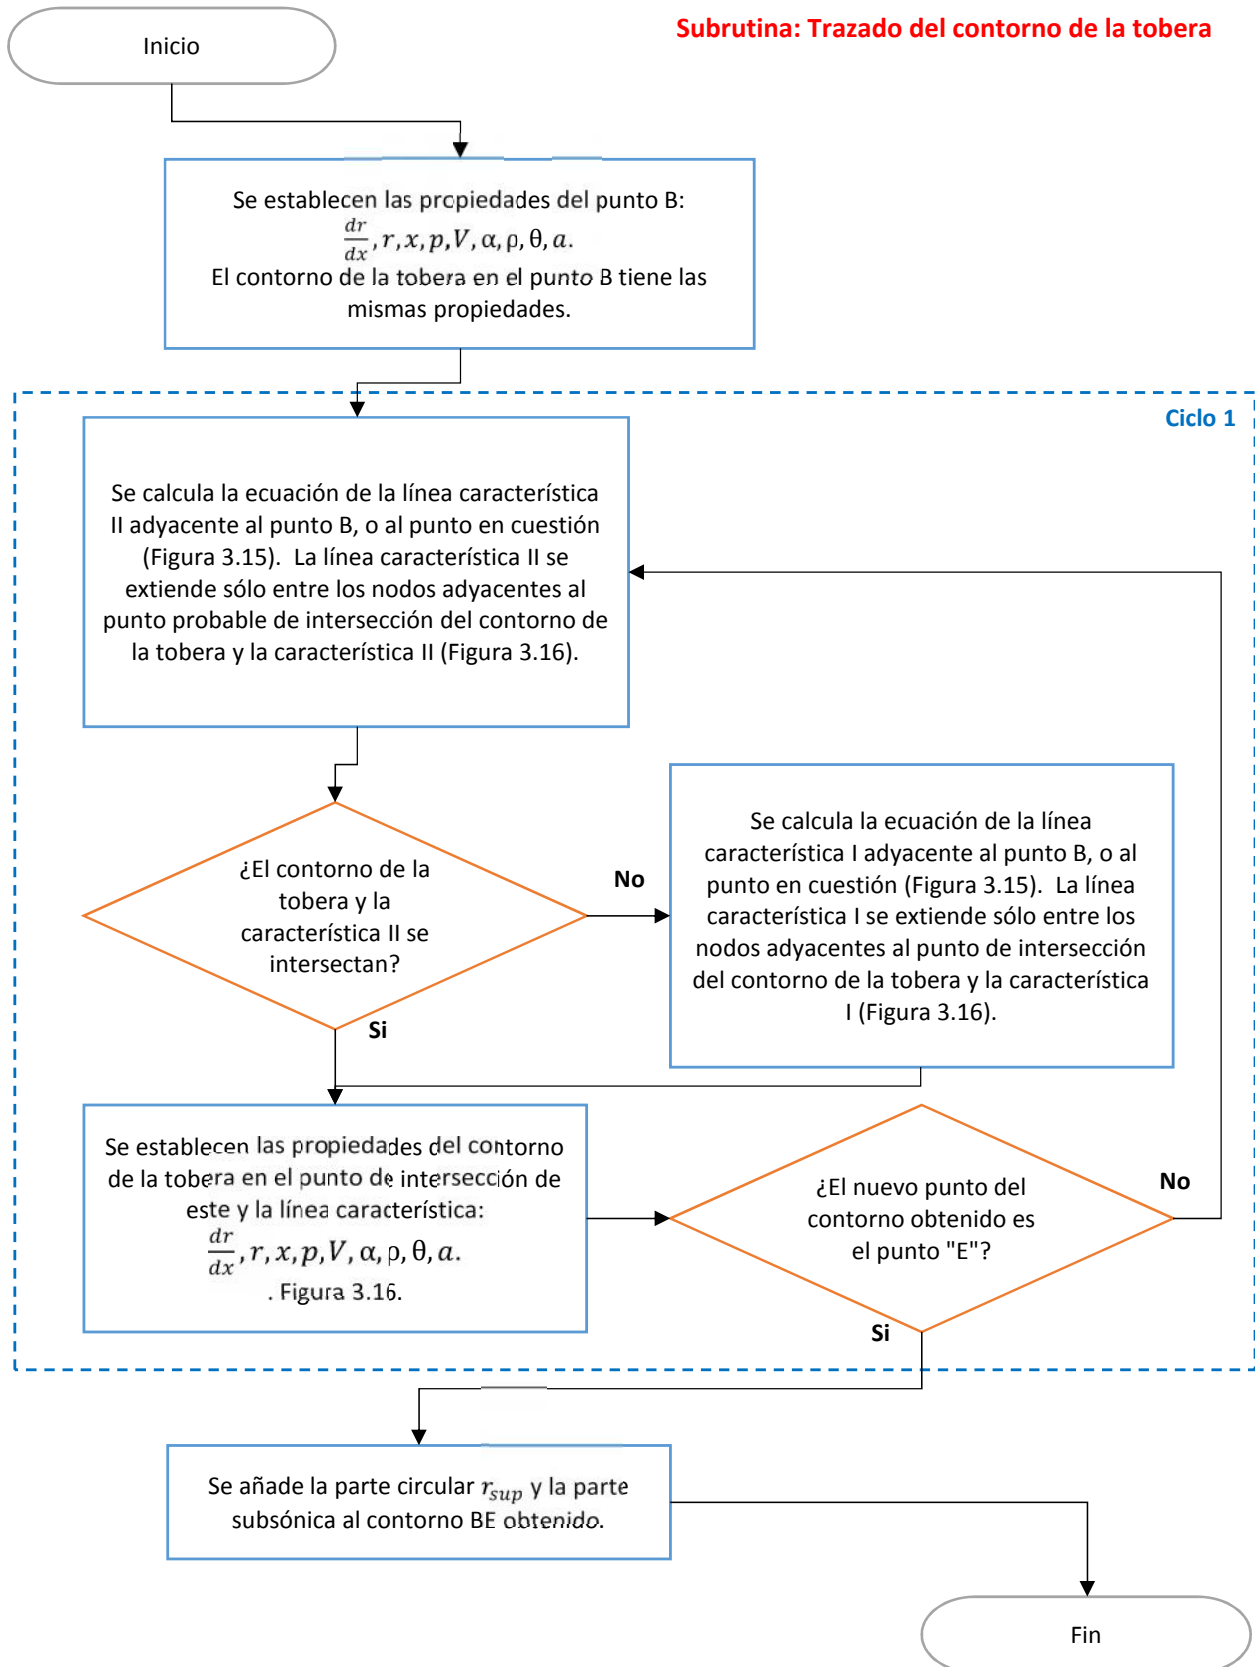 Subrutina: Trazado del contorno de la tobera
Inicio
Se establecen las propiedades del punto B:
dr/dx, r, x, p, V, α, ρ, θ, a.
El contorno de la tobera en el punto B tiene las
mismas propiedades.
Ciclo 1
Se calcula la ecuación de la línea característica
II adyacente al punto B, o al punto en cuestión
(Figura 3.15). La línea característica II se
extiende sólo entre los nodos adyacentes al
punto probable de intersección del contorno de
la tobera y la característica II (Figura 3.16).
¿El contorno de la
tobera y la
característica II se
intersectan?
No
Si
Se calcula la ecuación de la línea
característica I adyacente al punto B, o al
punto en cuestión (Figura 3.15). La línea
característica I se extiende sólo entre los
nodos adyacentes al punto de intersección
del contorno de la tobera y la característica
I (Figura 3.16).
Se establecen las propiedades del contorno
de la tobera en el punto de intersección de
este y la línea característica:
dr/dx, r, x, p, V, α, ρ, θ, a.
. Figura 3.16.
¿El nuevo punto del
contorno obtenido es
el punto "E"?
No
Si
Se añade la parte circular r_sup y la parte
subsónica al contorno BE obtenido.
Fin